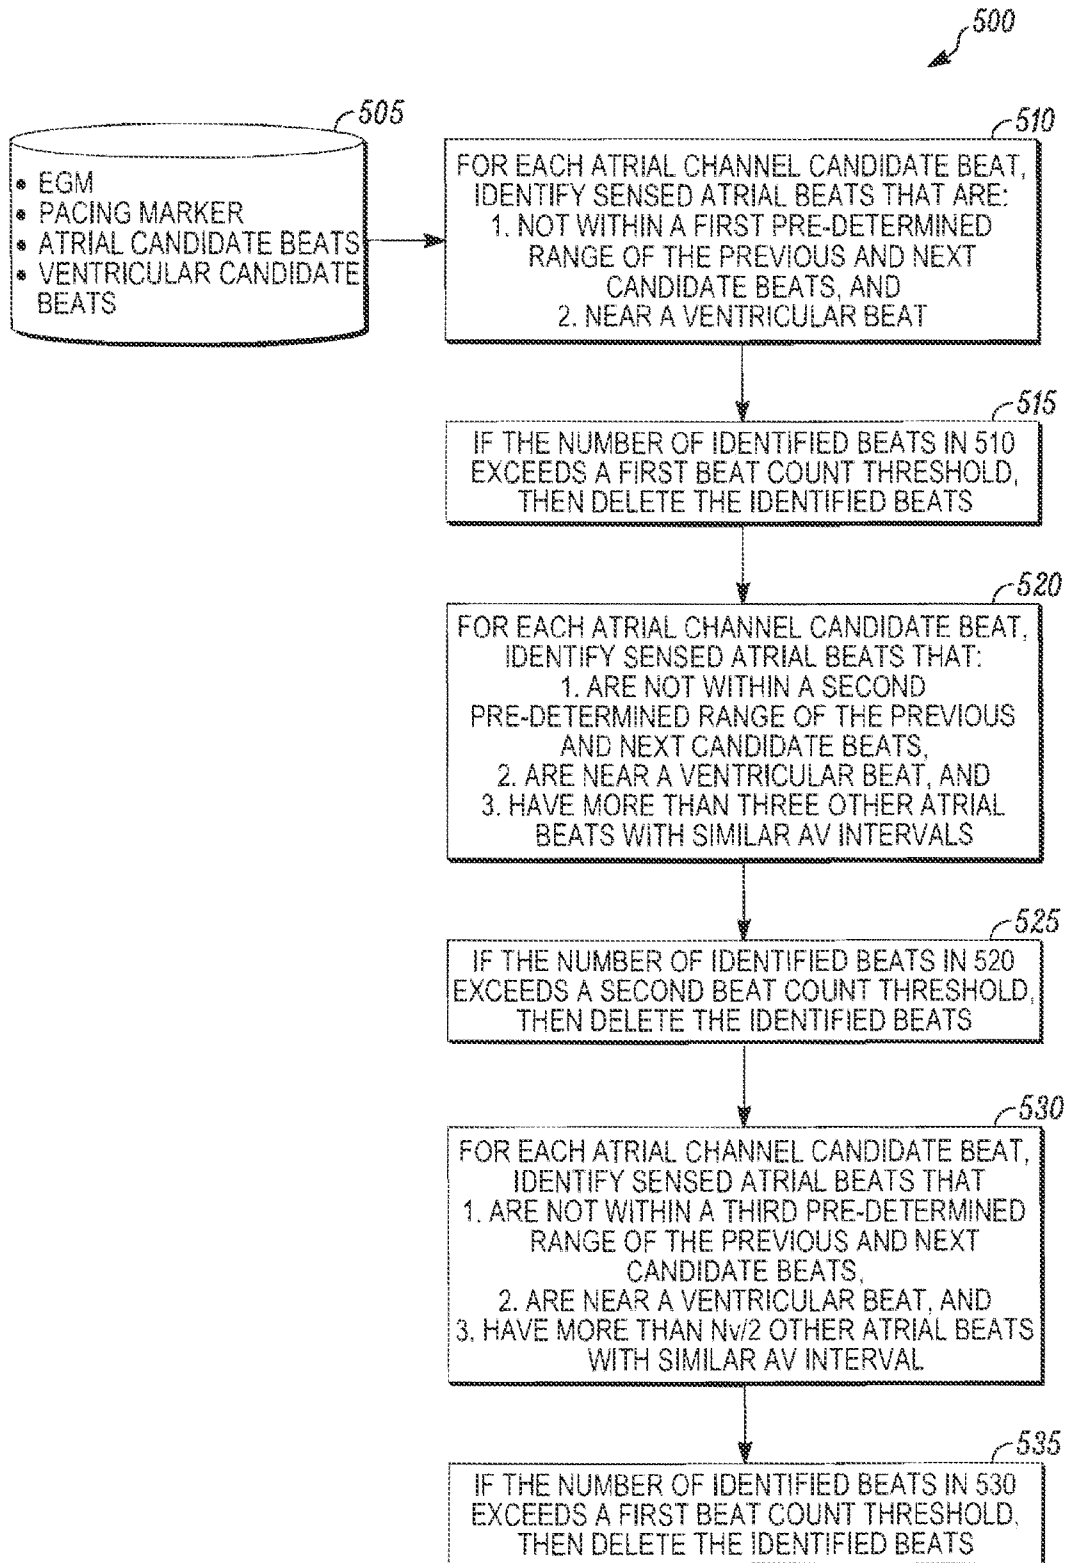 500
505
• EGM
• PACING MARKER
• ATRIAL CANDIDATE BEATS
• VENTRICULAR CANDIDATE
BEATS
510
FOR EACH ATRIAL CHANNEL CANDIDATE BEAT,
IDENTIFY SENSED ATRIAL BEATS THAT ARE:
1. NOT WITHIN A FIRST PRE-DETERMINED
RANGE OF THE PREVIOUS AND NEXT
CANDIDATE BEATS, AND
2. NEAR A VENTRICULAR BEAT
515
IF THE NUMBER OF IDENTIFIED BEATS IN 510
EXCEEDS A FIRST BEAT COUNT THRESHOLD,
THEN DELETE THE IDENTIFIED BEATS
520
FOR EACH ATRIAL CHANNEL CANDIDATE BEAT,
IDENTIFY SENSED ATRIAL BEATS THAT:
1. ARE NOT WITHIN A SECOND
PRE-DETERMINED RANGE OF THE PREVIOUS
AND NEXT CANDIDATE BEATS,
2. ARE NEAR A VENTRICULAR BEAT, AND
3. HAVE MORE THAN THREE OTHER ATRIAL
BEATS WITH SIMILAR AV INTERVALS
525
IF THE NUMBER OF IDENTIFIED BEATS IN 520
EXCEEDS A SECOND BEAT COUNT THRESHOLD,
THEN DELETE THE IDENTIFIED BEATS
530
FOR EACH ATRIAL CHANNEL CANDIDATE BEAT,
IDENTIFY SENSED ATRIAL BEATS THAT
1. ARE NOT WITHIN A THIRD PRE-DETERMINED
RANGE OF THE PREVIOUS AND NEXT
CANDIDATE BEATS,
2. ARE NEAR A VENTRICULAR BEAT, AND
3. HAVE MORE THAN Nv/2 OTHER ATRIAL BEATS
WITH SIMILAR AV INTERVAL
535
IF THE NUMBER OF IDENTIFIED BEATS IN 530
EXCEEDS A FIRST BEAT COUNT THRESHOLD,
THEN DELETE THE IDENTIFIED BEATS